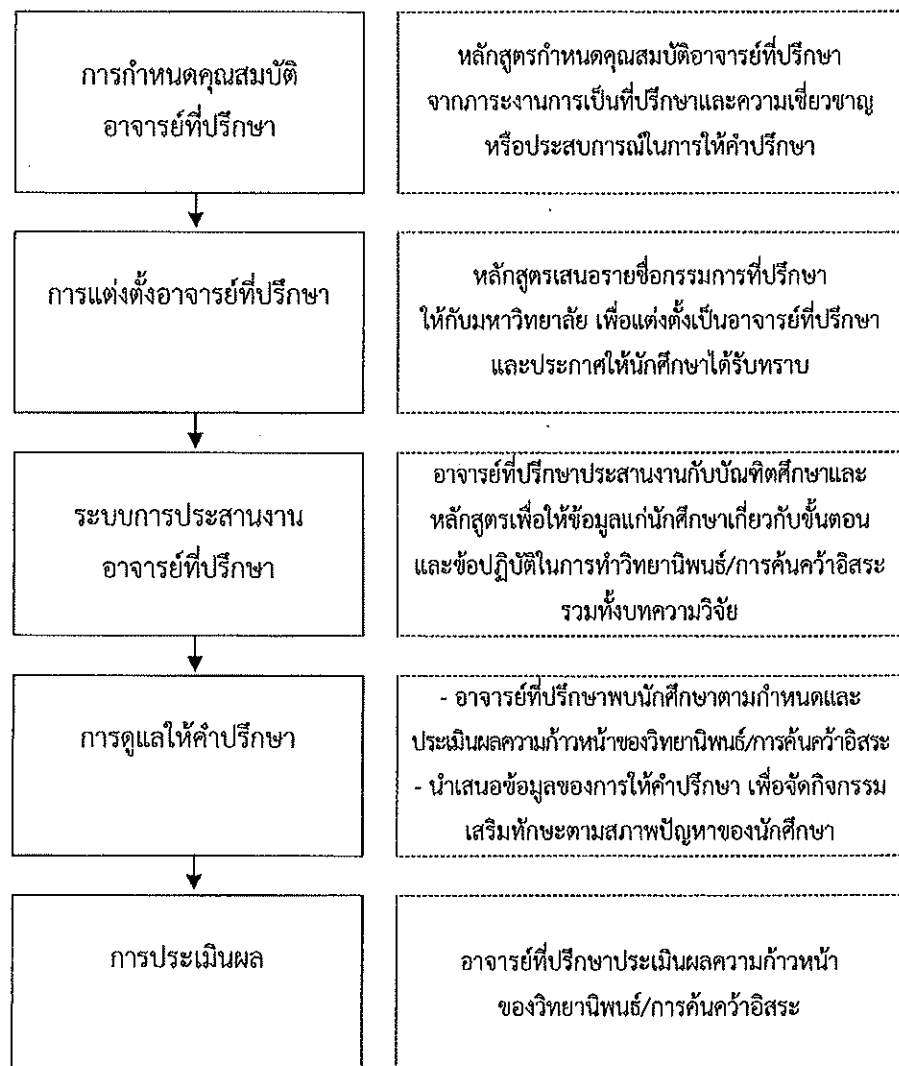 การกำหนดคุณสมบัติ
อาจารย์ที่ปรึกษา
หลักสูตรกำหนดคุณสมบัติอาจารย์ที่ปรึกษา
จากภาระงานการเป็นที่ปรึกษาและความเชี่ยวชาญ
หรือประสบการณ์ในการให้คำปรึกษา
การแต่งตั้งอาจารย์ที่ปรึกษา
หลักสูตรเสนอรายชื่อกรรมการที่ปรึกษา
ให้กับมหาวิทยาลัย เพื่อแต่งตั้งเป็นอาจารย์ที่ปรึกษา
และประกาศให้นักศึกษาได้รับทราบ
ระบบการประสานงาน
อาจารย์ที่ปรึกษา
อาจารย์ที่ปรึกษาประสานงานกับบัณฑิตศึกษาและ
หลักสูตรเพื่อให้ข้อมูลแก่นักศึกษาเกี่ยวกับขั้นตอน
และข้อปฏิบัติในการทำวิทยานิพนธ์/การค้นคว้าอิสระ
รวมทั้งบทความวิจัย
การดูแลให้คำปรึกษา
- อาจารย์ที่ปรึกษาพบนักศึกษาตามกำหนดและ
ประเมินผลความก้าวหน้าของวิทยานิพนธ์/การค้นคว้าอิสระ
- นำเสนอข้อมูลของการให้คำปรึกษา เพื่อจัดกิจกรรม
เสริมทักษะตามสภาพปัญหาของนักศึกษา
การประเมินผล
อาจารย์ที่ปรึกษาประเมินผลความก้าวหน้า
ของวิทยานิพนธ์/การค้นคว้าอิสระ